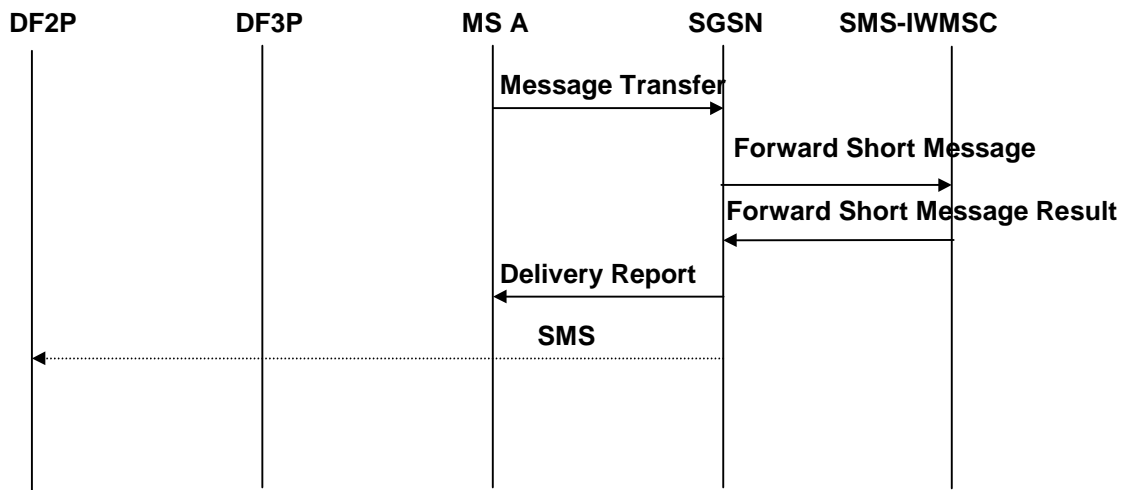 DF2P DF3P MS A SGSN SMS-IWMSC
Message Transfer
Forward Short Message
Forward Short Message Result
Delivery Report
SMS